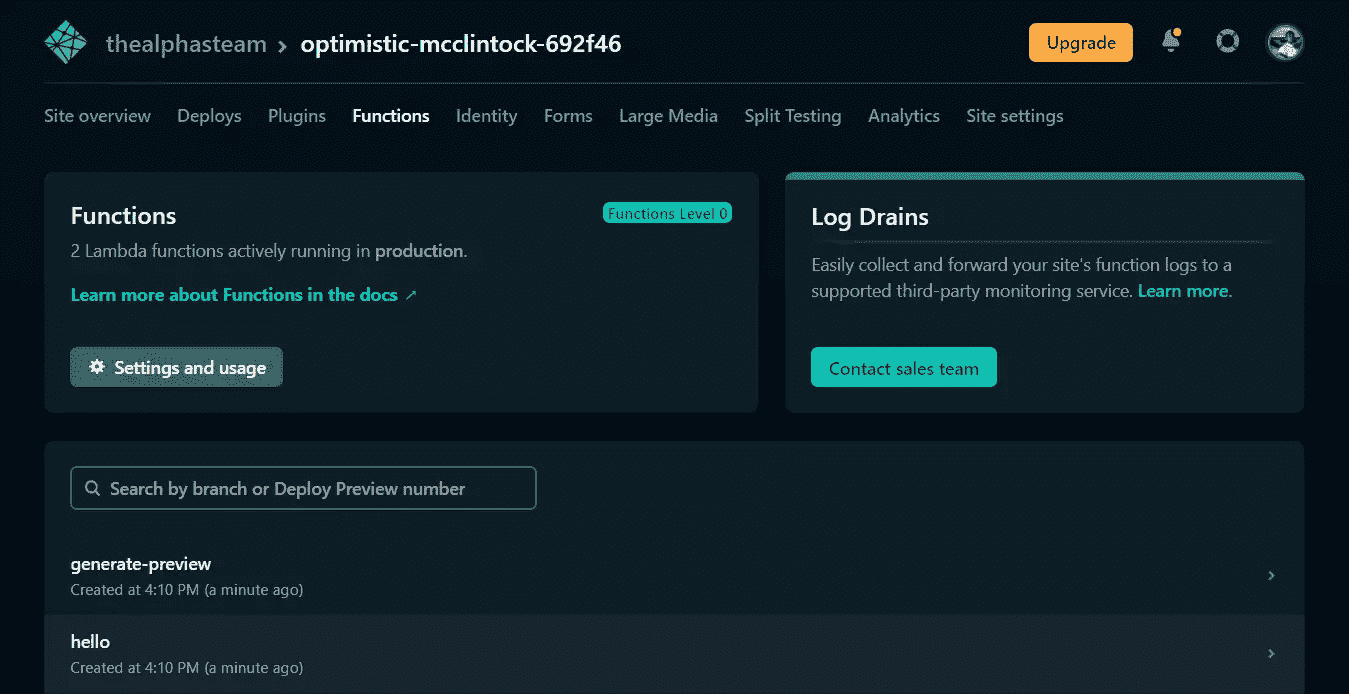 thealphasteam > optimistic-mcclintock-692f46
Upgrade
Site overview Deploys Plugins Functions Identity Forms Large Media Split Testing Analytics Site settings
Functions
Functions Level 0
2 Lambda functions actively running in production.
Learn more about Functions in the docs ↗
Settings and usage
Log Drains
Easily collect and forward your site's function logs to a
supported third-party monitoring service. Learn more.
Contact sales team
Search by branch or Deploy Preview number
generate-preview
Created at 4:10 PM (a minute ago)
hello
Created at 4:10 PM (a minute ago)